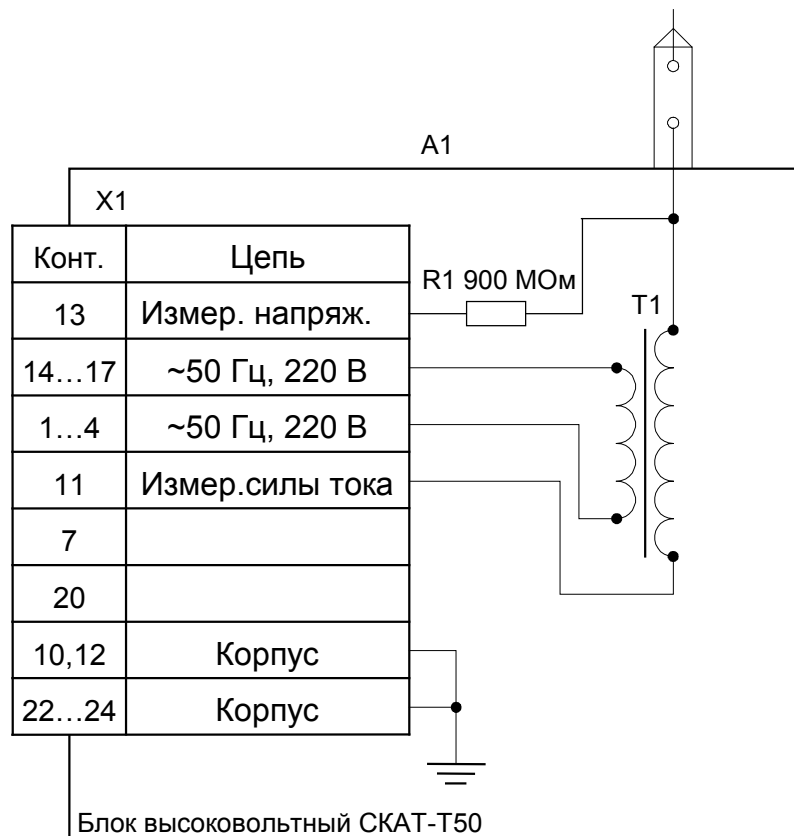 A1
X1
Конт. Цепь
R1 900 МОм
13 Измер. напряж.
T1
14...17 ~50 Гц, 220 В
1...4 ~50 Гц, 220 В
11 Измер.силы тока
7
20
10,12 Корпус
22...24 Корпус
Блок высоковольтный СКАТ-Т50